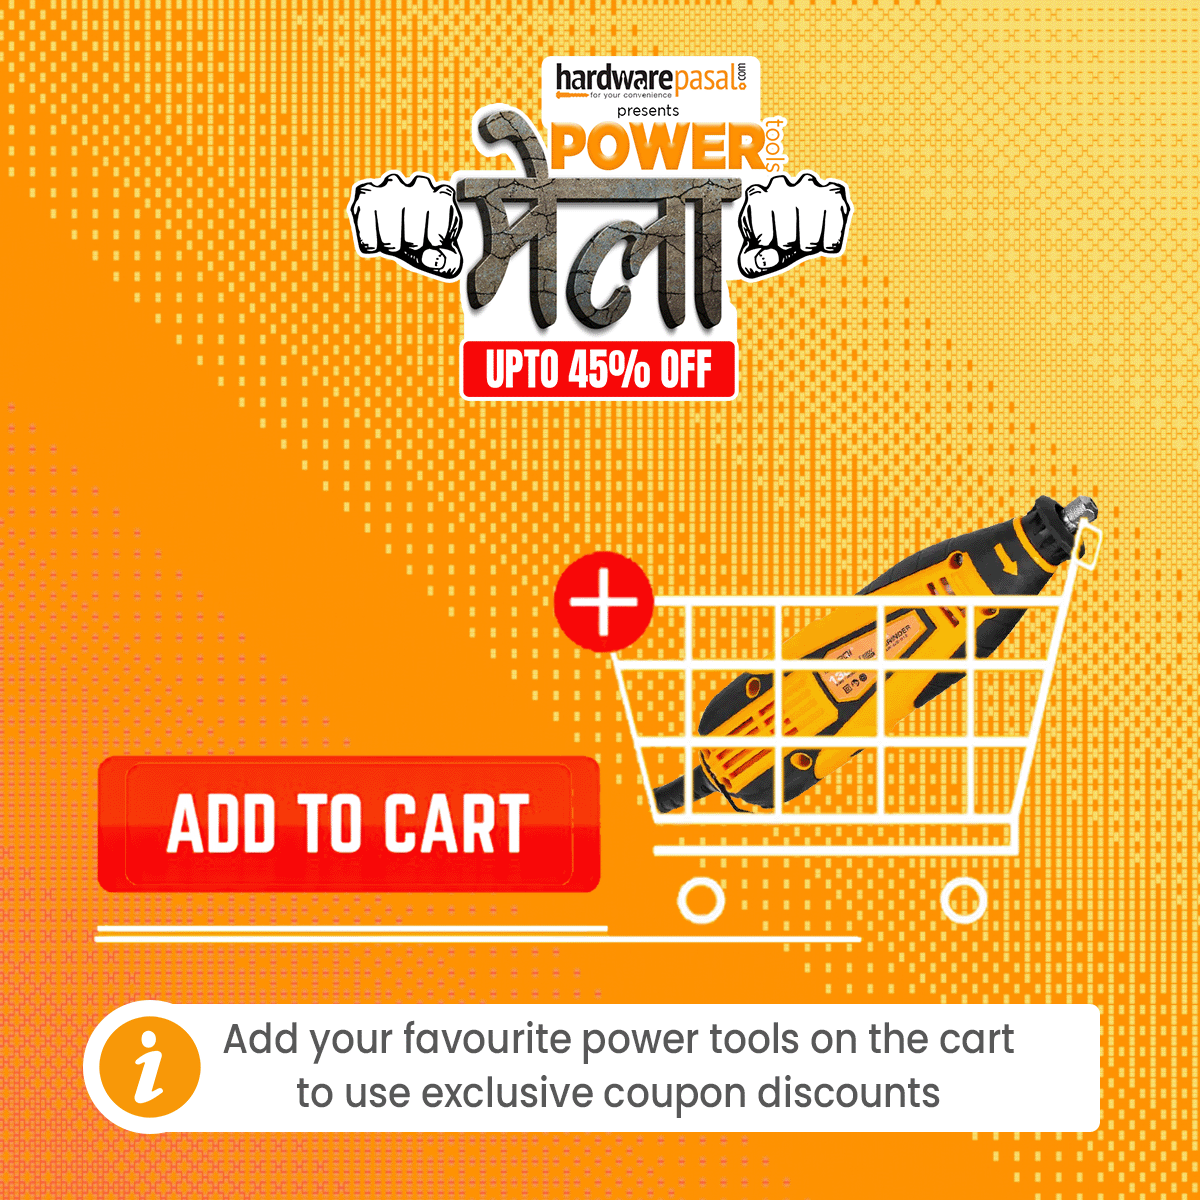 hardwarepasal.com
for your convenience
presents
POWER tools
मेला
UPTO 45% OFF
ADD TO CART
Add your favourite power tools on the cart
to use exclusive coupon discounts